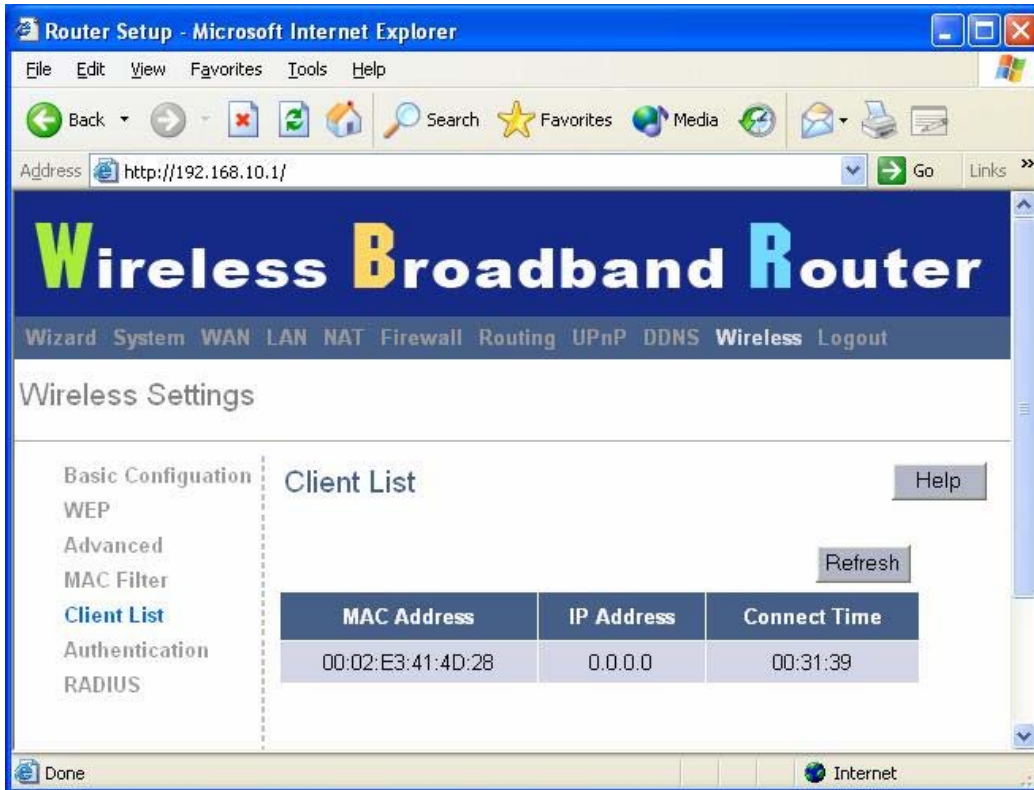 Router Setup - Microsoft Internet Explorer
File Edit View Favorites Tools Help
Back Search Favorites Media
Address http://192.168.10.1/ Go Links »
Wireless Broadband Router
Wizard System WAN LAN NAT Firewall Routing UPnP DDNS Wireless Logout
Wireless Settings
Basic Configuation
WEP
Advanced
MAC Filter
Client List
Authentication
RADIUS
Client List Help
Refresh
MAC Address IP Address Connect Time
00:02:E3:41:4D:28 0.0.0.0 00:31:39
Done Internet